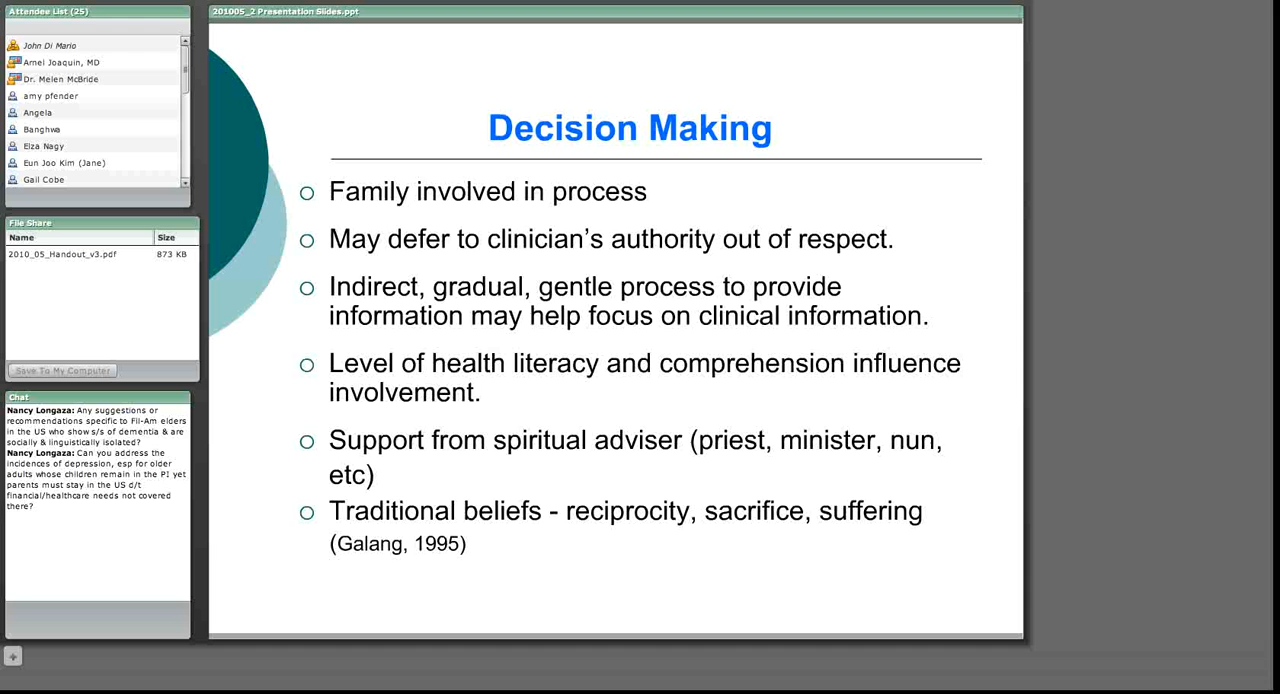 Attendee List (25)
John Di Mario
Arnel Joaquin, MD
Dr. Melen McBride
amy pfender
Angela
Banghwa
Elza Nagy
Eun Joo Kim (Jane)
Gail Cobe
File Share
Name Size
2010_05_Handout_v3.pdf 873 KB
Save To My Computer
Chat
Nancy Longaza: Any suggestions or
recommendations specific to Fil-Am elders
in the US who show s/s of dementia & are
socially & linguistically isolated?
Nancy Longaza: Can you address the
incidences of depression, esp for older
adults whose children remain in the PI yet
parents must stay in the US d/t
financial/healthcare needs not covered
there?
201005_2 Presentation Slides.ppt
Decision Making
Family involved in process
May defer to clinician’s authority out of respect.
Indirect, gradual, gentle process to provide
information may help focus on clinical information.
Level of health literacy and comprehension influence
involvement.
Support from spiritual adviser (priest, minister, nun,
etc)
Traditional beliefs - reciprocity, sacrifice, suffering
(Galang, 1995)